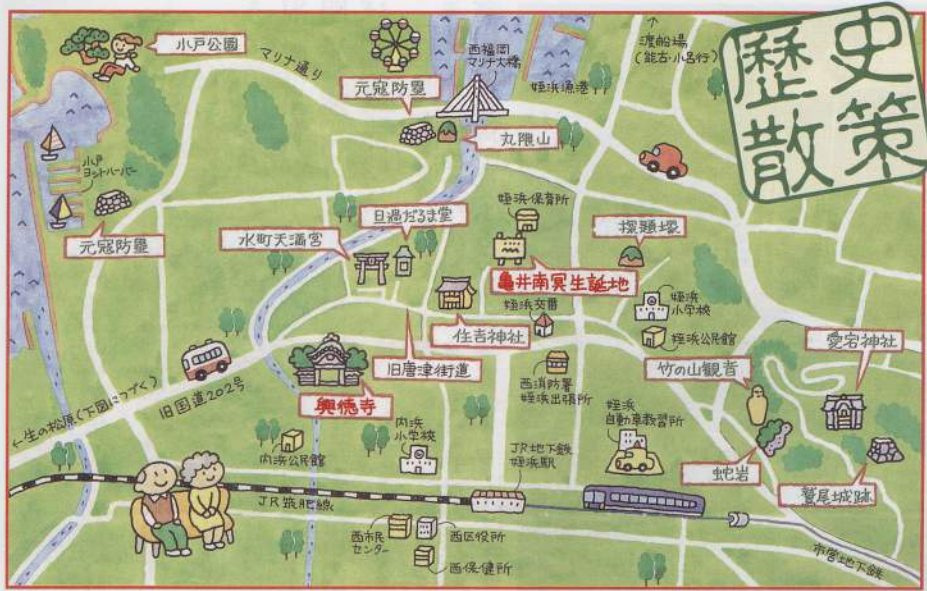 歴史
散策
小戸公園
マリナ通り
元寇防塁
西福岡
マリナ大橋
姪浜漁港
渡船場
(能古・小呂行)
丸隈山
小戸
ヨットハーバー
元寇防塁
旦過だるま堂
水町天満宮
姪浜保育所
亀井南冥生誕地
探題塚
姪浜交番
姪浜
小学校
住吉神社
姪浜公民館
愛宕神社
旧唐津街道
竹の山観音
西消防署
姪浜出張所
興徳寺
旧国道202号
←生の松原(下図につづく)
内浜
小学校
内浜公民館
姪浜
自動車教習所
JR地下鉄
姪浜駅
蛇岩
鷲尾城跡
JR筑肥線
西市民
センター
西区役所
西保健所
市営地下鉄